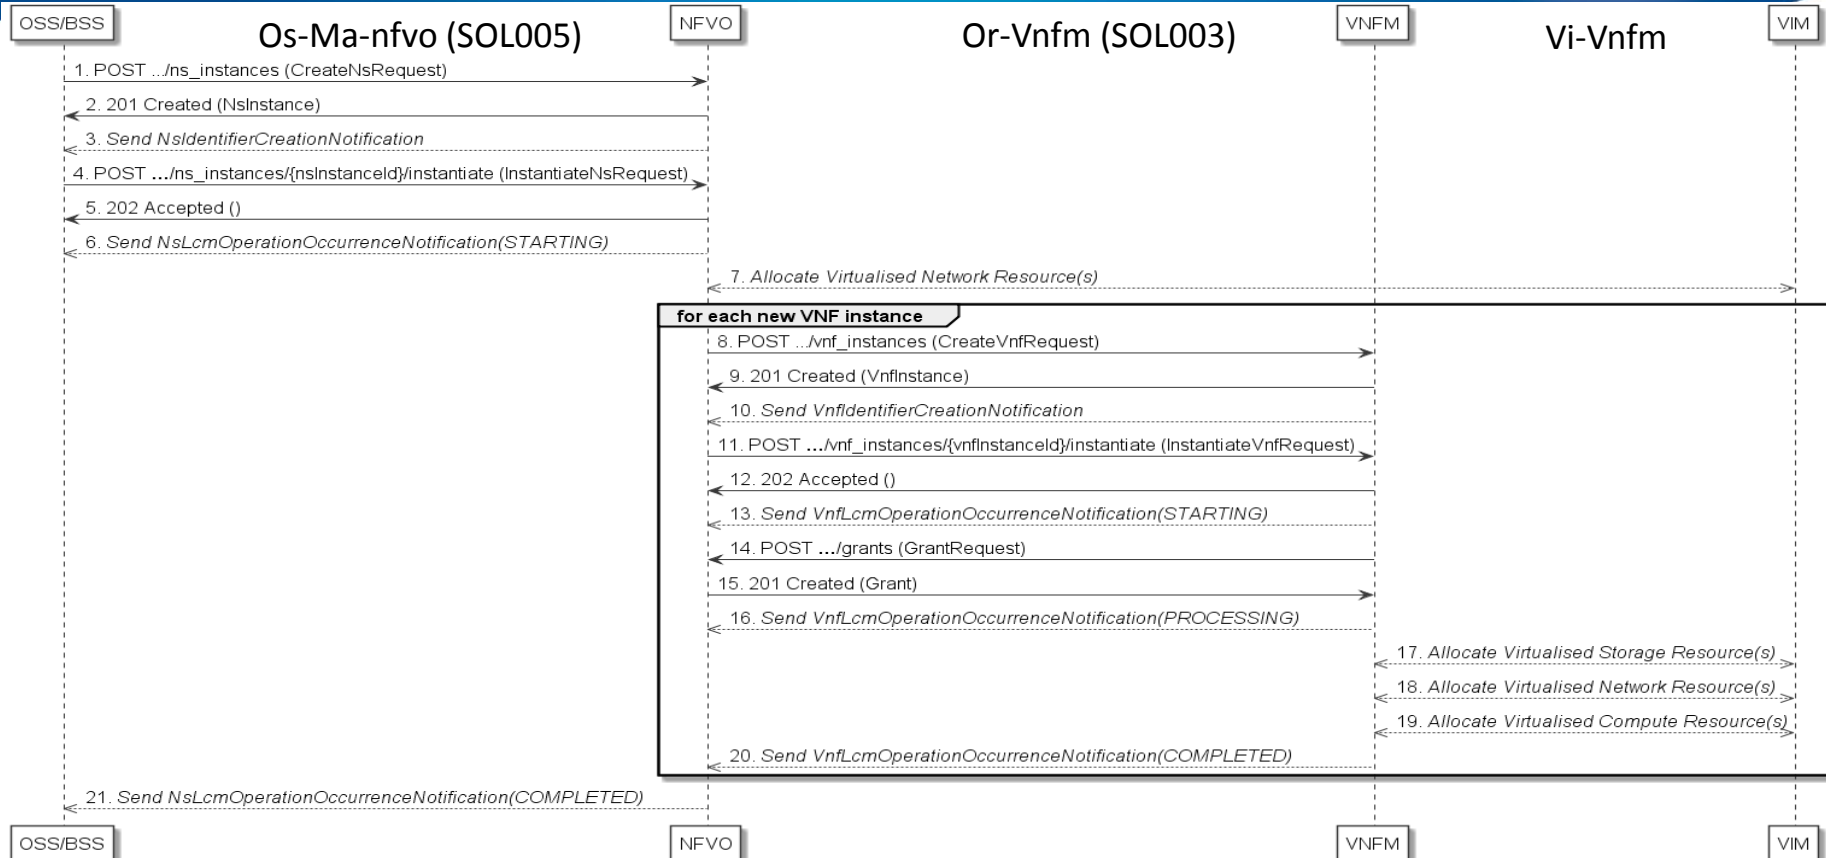 OSS/BSS
Os-Ma-nfvo (SOL005)
NFVO
Or-Vnfm (SOL003)
VNFM
Vi-Vnfm
VIM
1. POST .../ns_instances (CreateNsRequest)
2. 201 Created (NsInstance)
3. Send NsIdentifierCreationNotification
4. POST .../ns_instances/{nsInstanceId}/instantiate (InstantiateNsRequest)
5. 202 Accepted ()
6. Send NsLcmOperationOccurrenceNotification(STARTING)
7. Allocate Virtualised Network Resource(s)
for each new VNF instance
8. POST .../vnf_instances (CreateVnfRequest)
9. 201 Created (VnfInstance)
10. Send VnfIdentifierCreationNotification
11. POST .../vnf_instances/{vnfInstanceId}/instantiate (InstantiateVnfRequest)
12. 202 Accepted ()
13. Send VnfLcmOperationOccurrenceNotification(STARTING)
14. POST .../grants (GrantRequest)
15. 201 Created (Grant)
16. Send VnfLcmOperationOccurrenceNotification(PROCESSING)
17. Allocate Virtualised Storage Resource(s)
18. Allocate Virtualised Network Resource(s)
19. Allocate Virtualised Compute Resource(s)
20. Send VnfLcmOperationOccurrenceNotification(COMPLETED)
21. Send NsLcmOperationOccurrenceNotification(COMPLETED)
OSS/BSS
NFVO
VNFM
VIM